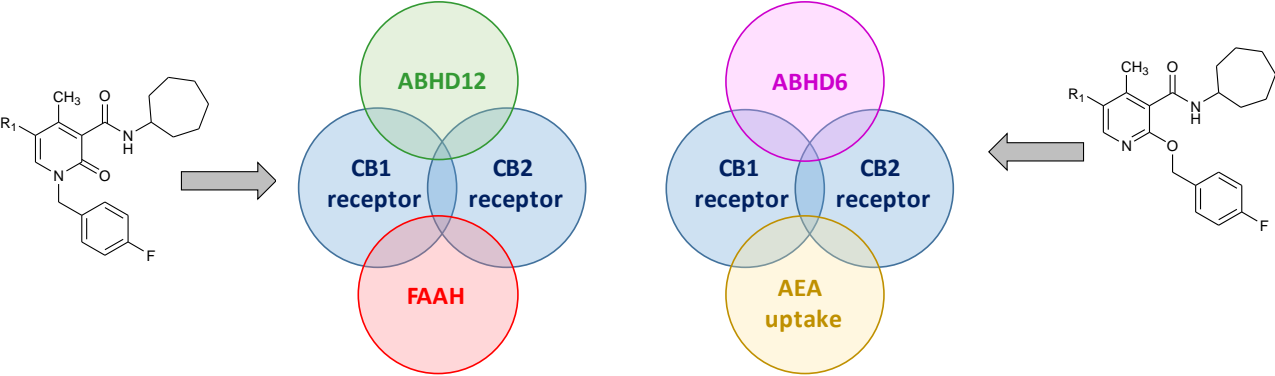 R1
CH3
O
N
H
N
O
F
ABHD12
CB1
receptor
CB2
receptor
FAAH
ABHD6
CB1
receptor
CB2
receptor
AEA
uptake
R1
CH3
O
N
H
N
O
F